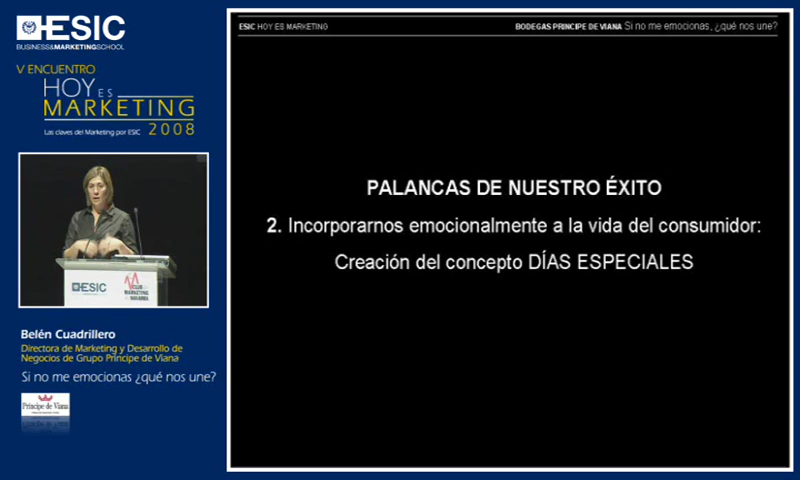 ESIC
BUSINESS&MARKETINGSCHOOL
V ENCUENTRO
HOY ES
MARKETING
Las claves del Marketing por ESIC 2008
ESIC
CLUB DE
MARKETING
DE NAVARRA
Belén Cuadrillero
Directora de Marketing y Desarrollo de
Negocios de Grupo Príncipe de Viana
Si no me emocionas ¿qué nos une?
Príncipe de Viana
ESIC HOY ES MARKETING
BODEGAS PRINCIPE DE VIANA Si no me emocionas, ¿qué nos une?
PALANCAS DE NUESTRO ÉXITO
2. Incorporarnos emocionalmente a la vida del consumidor:
Creación del concepto DÍAS ESPECIALES